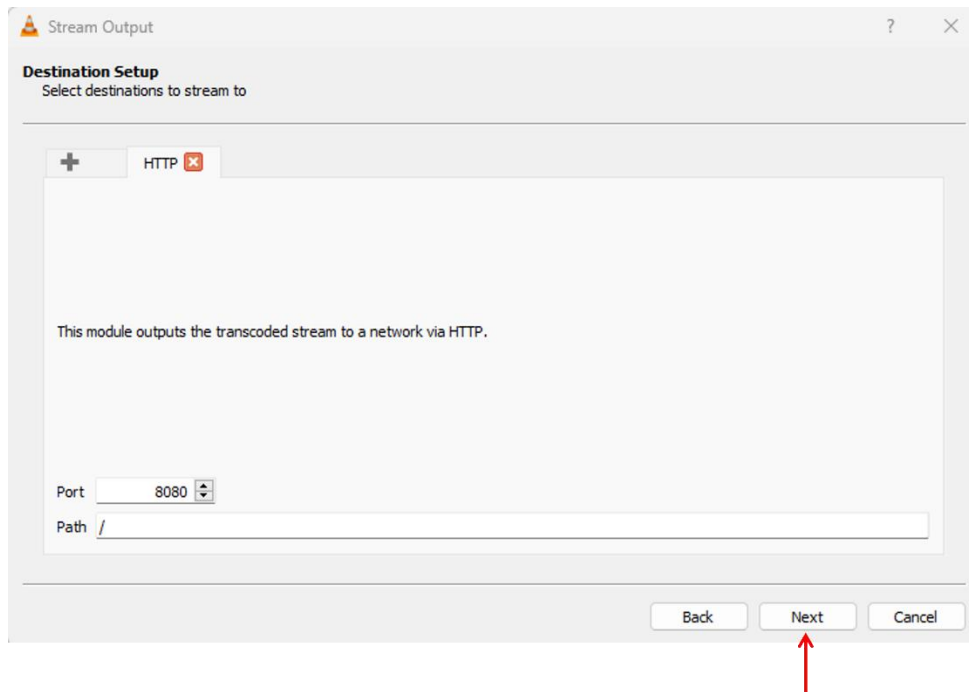 Stream Output
?
Destination Setup
Select destinations to stream to
HTTP
This module outputs the transcoded stream to a network via HTTP.
Port 8080
Path /
Back Next Cancel